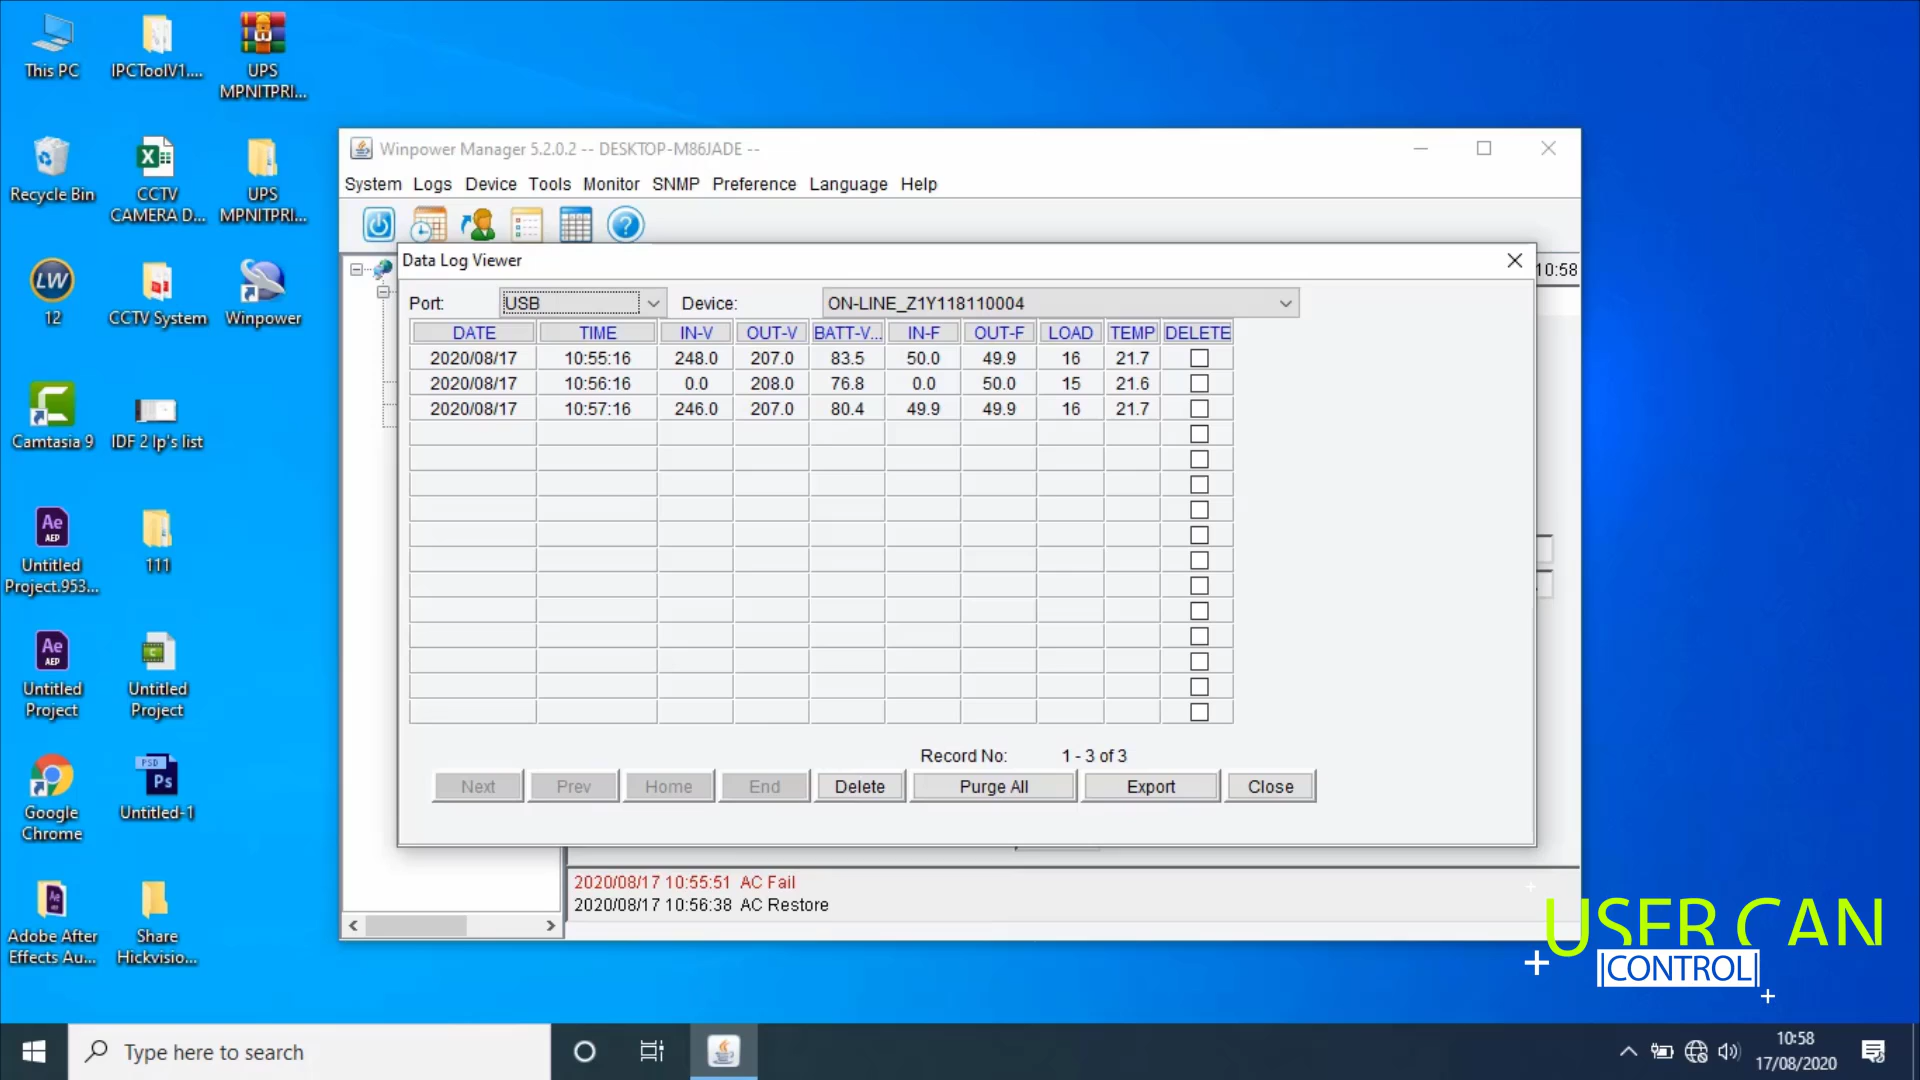 This PC
IPCToolV1....
UPS
MPNITPRI...
Recycle Bin
CCTV
CAMERA D...
UPS
MPNITPRI...
LW
12
CCTV System
Winpower
Camtasia 9
IDF 2 Ip's list
Ae
AEP
Untitled
Project.953...
111
Ae
AEP
Untitled
Project
Untitled
Project
Google
Chrome
PSD
Ps
Untitled-1
Ae
Adobe After
Effects Au...
Share
Hickvisio...
Winpower Manager 5.2.0.2 -- DESKTOP-M86JADE --
System Logs Device Tools Monitor SNMP Preference Language Help
10:58
Data Log Viewer
Port: USB Device: ON-LINE_Z1Y118110004
DATE TIME IN-V OUT-V BATT-V... IN-F OUT-F LOAD TEMP DELETE
2020/08/17 10:55:16 248.0 207.0 83.5 50.0 49.9 16 21.7
2020/08/17 10:56:16 0.0 208.0 76.8 0.0 50.0 15 21.6
2020/08/17 10:57:16 246.0 207.0 80.4 49.9 49.9 16 21.7
Record No: 1 - 3 of 3
Next Prev Home End Delete Purge All Export Close
2020/08/17 10:55:51 AC Fail
2020/08/17 10:56:38 AC Restore
USER CAN
CONTROL
Type here to search
10:58
17/08/2020